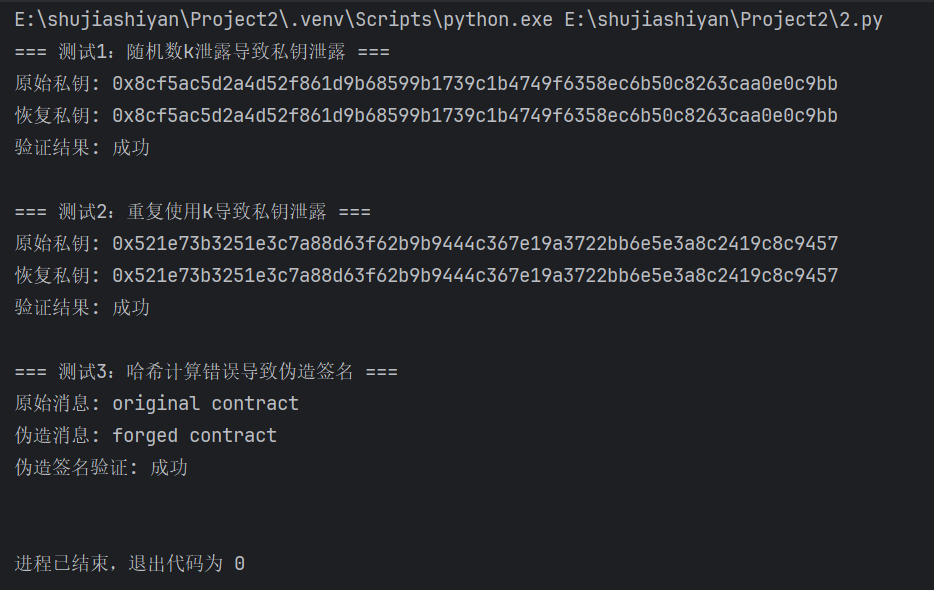 E:\shujiashiyan\Project2\.venv\Scripts\python.exe E:\shujiashiyan\Project2\2.py
=== 测试1：随机数k泄露导致私钥泄露 ===
原始私钥: 0x8cf5ac5d2a4d52f861d9b68599b1739c1b4749f6358ec6b50c8263caa0e0c9bb
恢复私钥: 0x8cf5ac5d2a4d52f861d9b68599b1739c1b4749f6358ec6b50c8263caa0e0c9bb
验证结果: 成功
=== 测试2：重复使用k导致私钥泄露 ===
原始私钥: 0x521e73b3251e3c7a88d63f62b9b9444c367e19a3722bb6e5e3a8c2419c8c9457
恢复私钥: 0x521e73b3251e3c7a88d63f62b9b9444c367e19a3722bb6e5e3a8c2419c8c9457
验证结果: 成功
=== 测试3：哈希计算错误导致伪造签名 ===
原始消息: original contract
伪造消息: forged contract
伪造签名验证: 成功
进程已结束，退出代码为 0